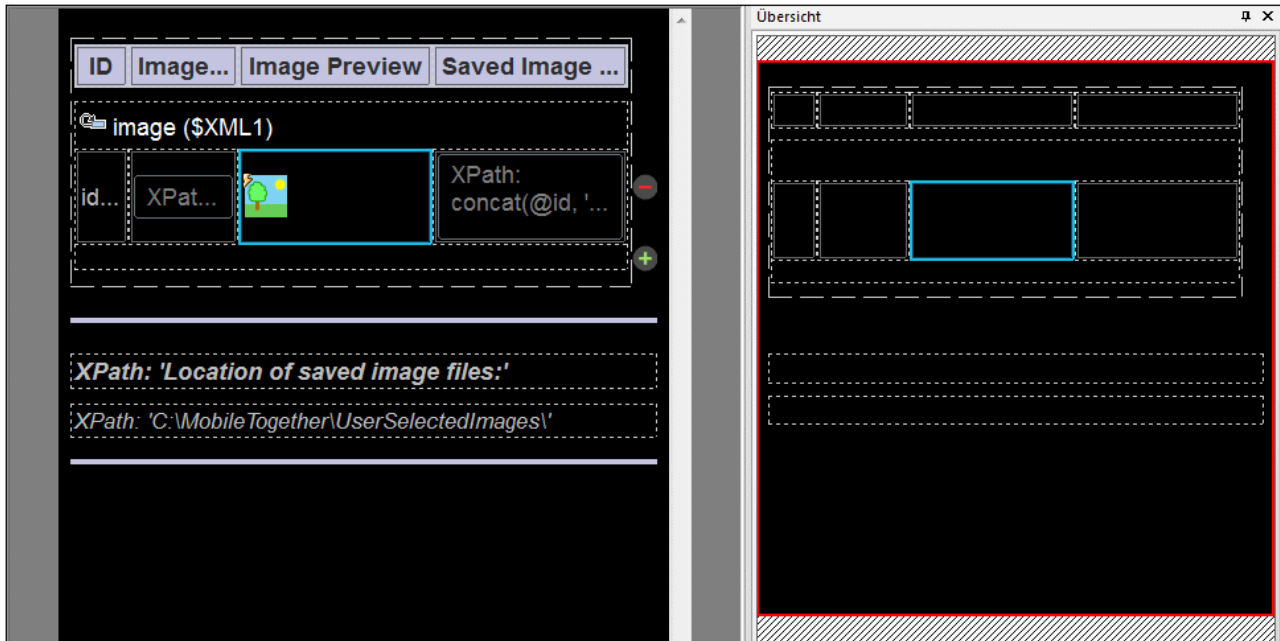 Übersicht
ID Image... Image Preview Saved Image ...
image ($XML1)
id... XPat... XPath:
concat(@id, '...
XPath: 'Location of saved image files:'
XPath: 'C:\MobileTogether\UserSelectedImages\'